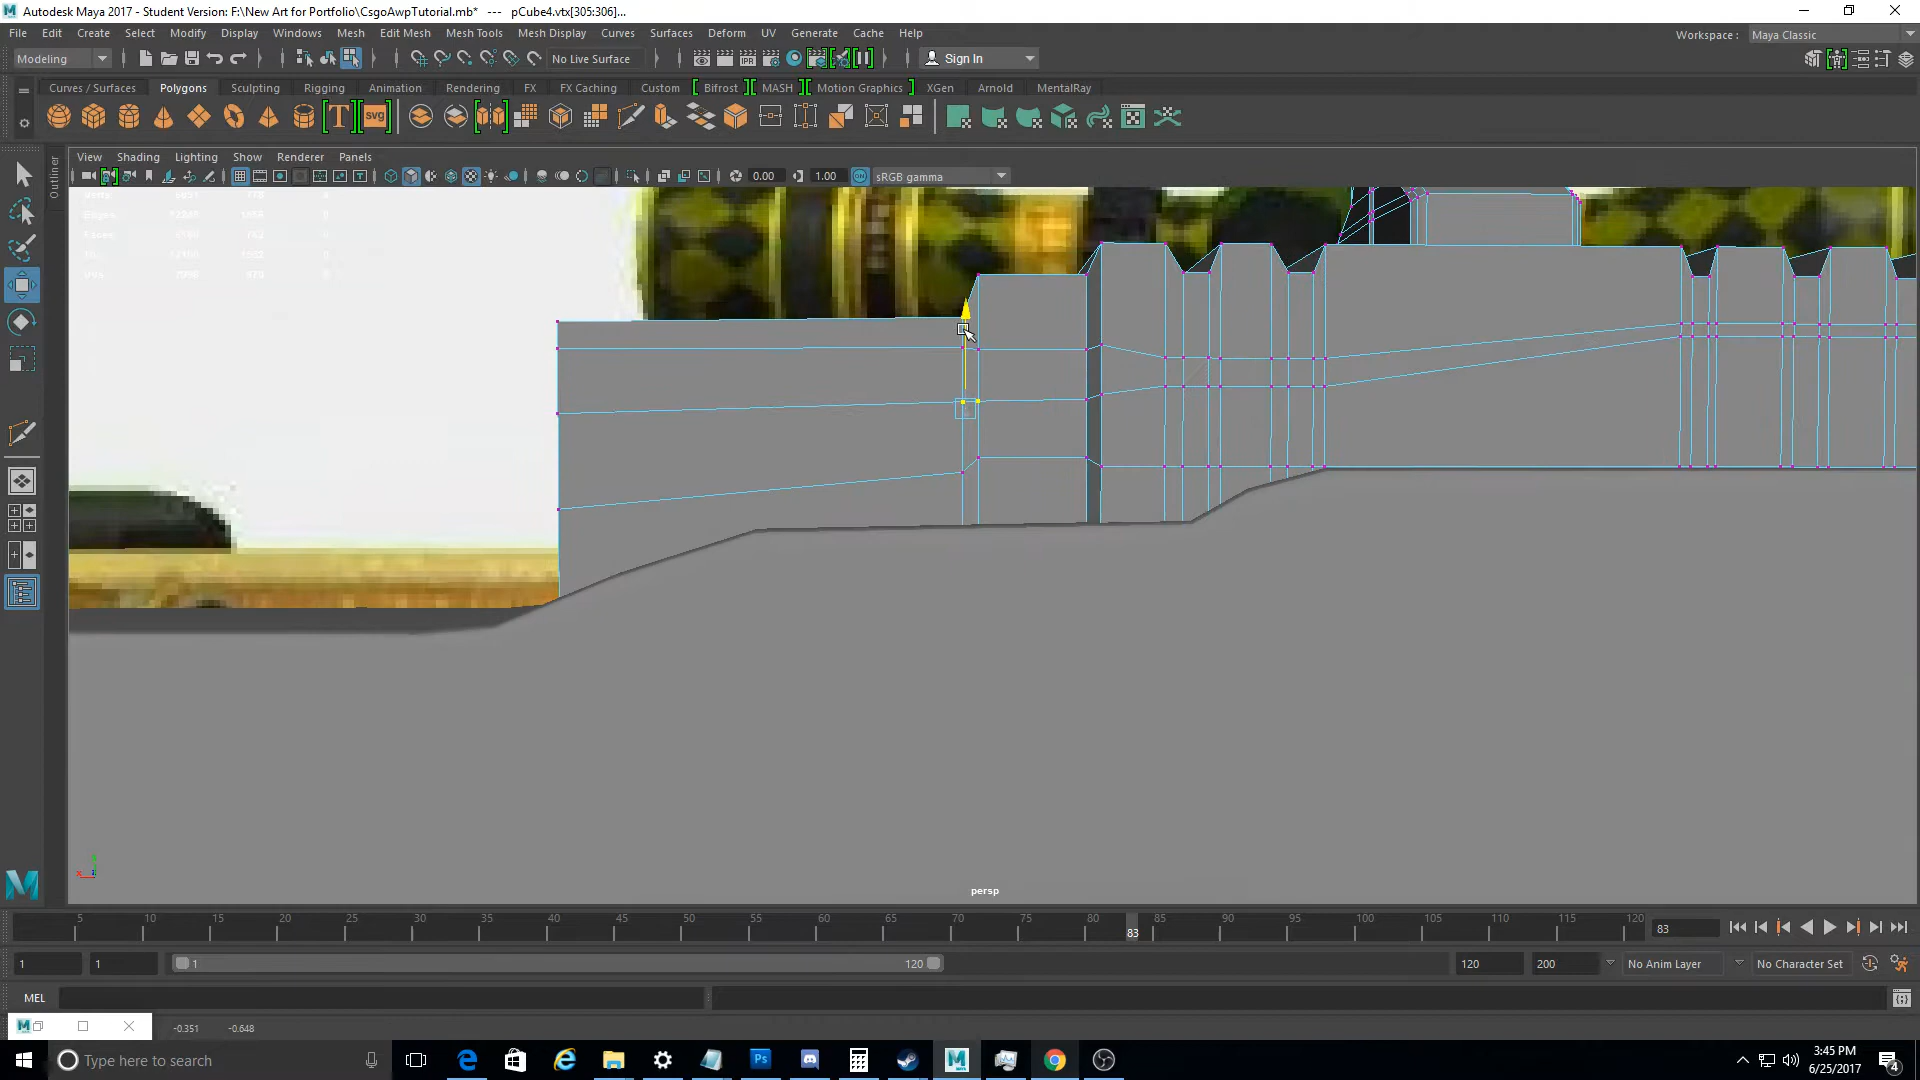 Autodesk Maya 2017 - Student Version: F:\New Art for Portfolio\CsgoAwpTutorial.mb* --- pCube4.vtx[305:306]...
File Edit Create Select Modify Display Windows Mesh Edit Mesh Mesh Tools Mesh Display Curves Surfaces Deform UV Generate Cache Help Workspace : Maya Classic
Modeling No Live Surface Sign In
Curves / Surfaces Polygons Sculpting Rigging Animation Rendering FX FX Caching Custom Bifrost MASH Motion Graphics XGen Arnold MentalRay
T svg
View Shading Lighting Show Renderer Panels
Outliner
0.00 1.00 sRGB gamma
persp
5 10 15 20 25 30 35 40 45 50 55 60 65 70 75 80 85 90 95 100 105 110 115 120
83 83
1 1 1 120 120 200 No Anim Layer No Character Set
MEL
-0.351 -0.648
Type here to search
3:45 PM
6/25/2017
4